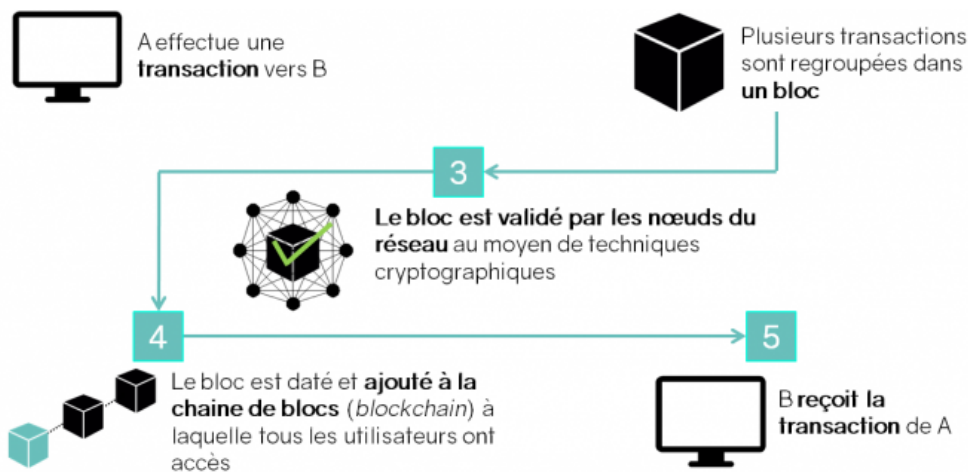 A effectue une
transaction vers B
Plusieurs transactions
sont regroupées dans
un bloc
3
Le bloc est validé par les nœuds du
réseau au moyen de techniques
cryptographiques
4
Le bloc est daté et ajouté à la
chaine de blocs (blockchain) à
laquelle tous les utilisateurs ont
accès
5
B reçoit la
transaction de A